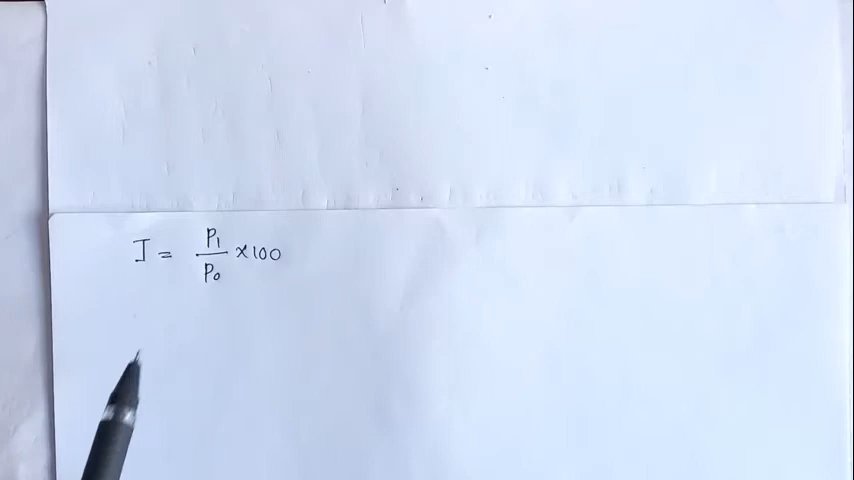 I = P₁/P₀ × 100